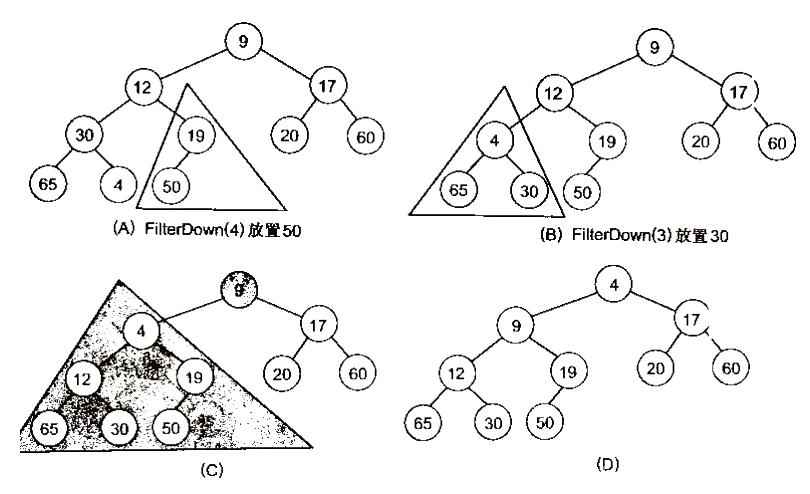 9
12 17
30 19 20 60
65 4 50
(A) FilterDown(4)放置50
9
12 17
4 19 20 60
65 30 50
(B) FilterDown(3)放置30
9
4 17
12 19 20 60
65 30 50
(C)
4
9 17
12 19 20 60
65 30 50
(D)